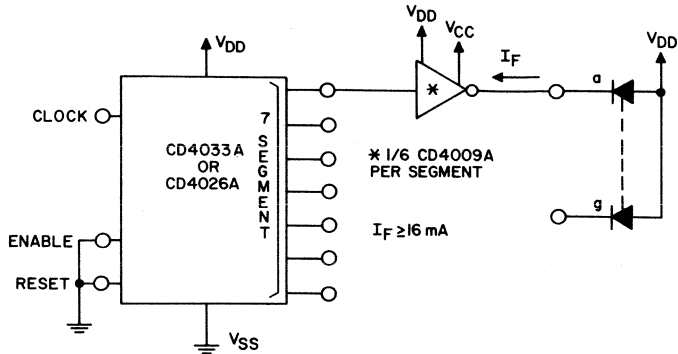 VDD
VDD
VCC
IF
VDD
a
CLOCK
7 SEGMENT
CD4033A
OR
CD4026A
*
* 1/6 CD4009A
PER SEGMENT
g
IF ≥ 16 mA
ENABLE
RESET
VSS